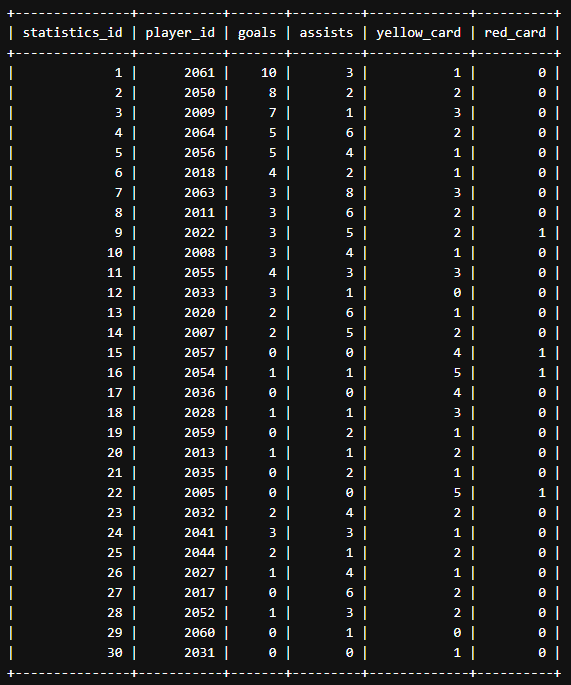 +---------------+-----------+-------+---------+-------------+----------+
| statistics_id | player_id | goals | assists | yellow_card | red_card |
+---------------+-----------+-------+---------+-------------+----------+
|             1 |      2061 |    10 |       3 |           1 |        0 |
|             2 |      2050 |     8 |       2 |           2 |        0 |
|             3 |      2009 |     7 |       1 |           3 |        0 |
|             4 |      2064 |     5 |       6 |           2 |        0 |
|             5 |      2056 |     5 |       4 |           1 |        0 |
|             6 |      2018 |     4 |       2 |           1 |        0 |
|             7 |      2063 |     3 |       8 |           3 |        0 |
|             8 |      2011 |     3 |       6 |           2 |        0 |
|             9 |      2022 |     3 |       5 |           2 |        1 |
|            10 |      2008 |     3 |       4 |           1 |        0 |
|            11 |      2055 |     4 |       3 |           3 |        0 |
|            12 |      2033 |     3 |       1 |           0 |        0 |
|            13 |      2020 |     2 |       6 |           1 |        0 |
|            14 |      2007 |     2 |       5 |           2 |        0 |
|            15 |      2057 |     0 |       0 |           4 |        1 |
|            16 |      2054 |     1 |       1 |           5 |        1 |
|            17 |      2036 |     0 |       0 |           4 |        0 |
|            18 |      2028 |     1 |       1 |           3 |        0 |
|            19 |      2059 |     0 |       2 |           1 |        0 |
|            20 |      2013 |     1 |       1 |           2 |        0 |
|            21 |      2035 |     0 |       2 |           1 |        0 |
|            22 |      2005 |     0 |       0 |           5 |        1 |
|            23 |      2032 |     2 |       4 |           2 |        0 |
|            24 |      2041 |     3 |       3 |           1 |        0 |
|            25 |      2044 |     2 |       1 |           2 |        0 |
|            26 |      2027 |     1 |       4 |           1 |        0 |
|            27 |      2017 |     0 |       6 |           2 |        0 |
|            28 |      2052 |     1 |       3 |           2 |        0 |
|            29 |      2060 |     0 |       1 |           0 |        0 |
|            30 |      2031 |     0 |       0 |           1 |        0 |
+---------------+-----------+-------+---------+-------------+----------+